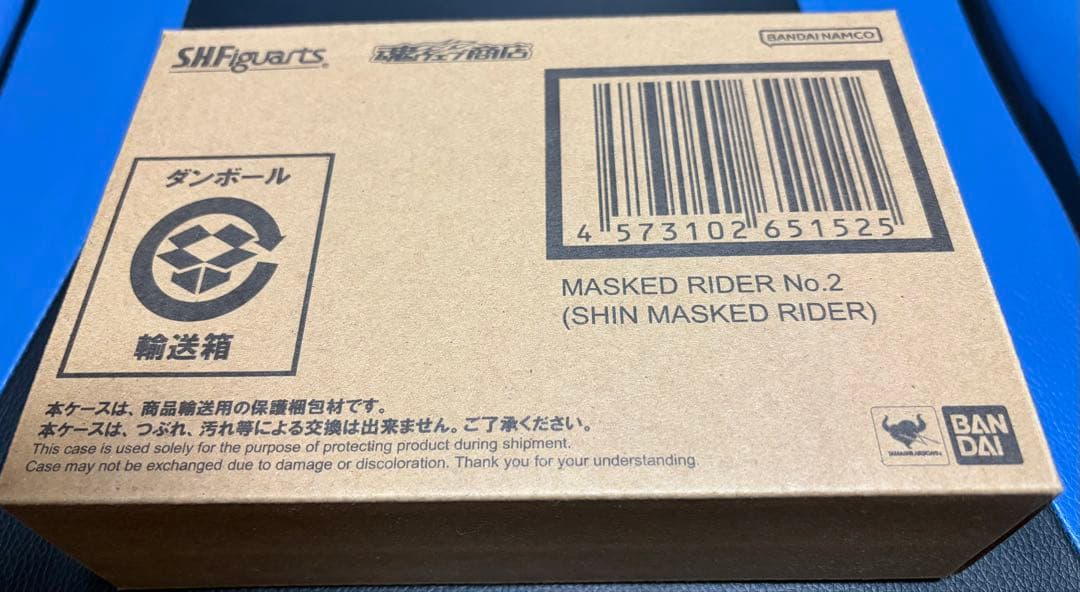 S.H.Figuarts
魂ウェブ商店
BANDAI NAMCO
4 573102 651525
MASKED RIDER No.2
(SHIN MASKED RIDER)
ダンボール
輸送箱
本ケースは、商品輸送用の保護梱包材です。
本ケースは、つぶれ、汚れ等による交換は出来ません。ご了承ください。
This case is used solely for the purpose of protecting product during shipment.
Case may not be exchanged due to damage or discoloration. Thank you for your understanding.
TAMASHII NATIONS
BAN
DAI